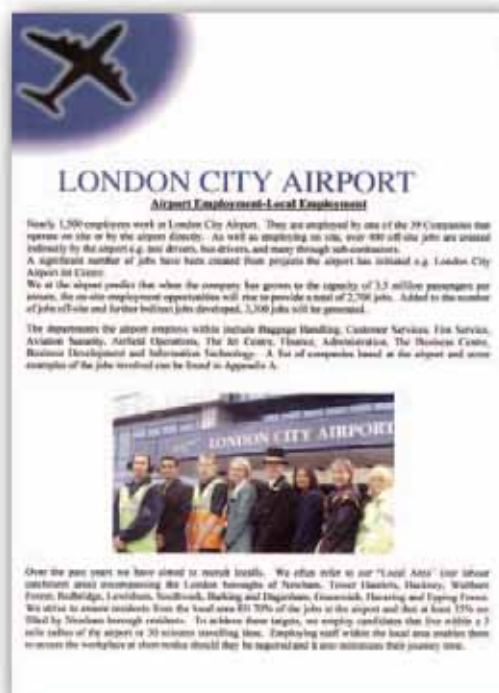 LONDON CITY AIRPORT
Airport Employment-Local Employment
Nearly 1,500 employees work at London City Airport. They are employed by one of the 39 Companies that
operate on site or by the airport directly. As well as employing on site, over 400 off-site jobs are created
indirectly by the airport e.g. taxi drivers, bus drivers, and many through sub-contractors.
A significant number of jobs have been created from projects the airport has initiated e.g. London City
Airport Jet Centre.
We at the airport predict that when the company has grown to the capacity of 3.5 million passengers per
annum, the on-site employment opportunities will rise to provide a total of jobs. Added to the number
of jobs off-site and further indirect jobs developed, jobs will be generated.
The departments the airport employs within include Baggage Handling, Customer Services, Fire Service,
Aviation Security, Airfield Operations, The Jet Centre, Finance, Administration, The Business Centre,
Business Development and Information Technology. A list of companies based at the airport and some
examples of the jobs involved can be found in Appendix A.
LONDON CITY AIRPORT
Over the past years we have aimed to recruit locally. We often refer to our "Local Area" (our labour
catchment area) encompassing the London boroughs of Newham, Tower Hamlets, Hackney, Waltham
Forest, Redbridge, Lewisham, Southwark, Barking and Dagenham, Greenwich, Havering and Epping Forest.
We strive to ensure residents from the local area fill 70% of the jobs at the airport and that at least 35% are
filled by Newham borough residents. To achieve these targets, we employ candidates that live within a 5
mile radius of the airport or 30 minutes travelling time. Employing staff within the local area enables them
to access the workplace at short notice should they be required and it also minimises their journey time.